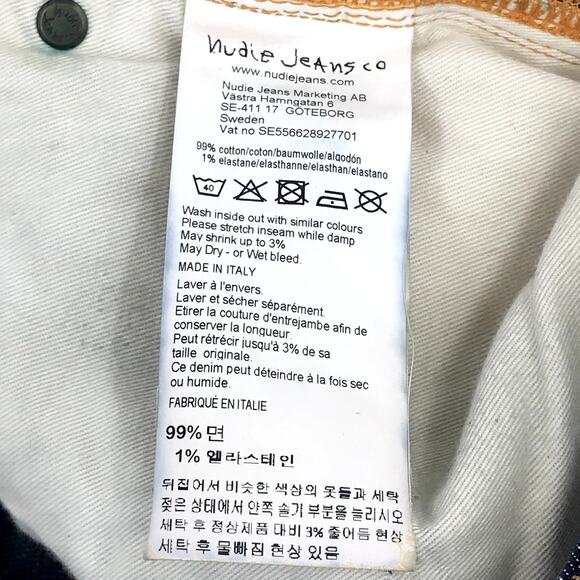 nudie Jeans co
www.nudiejeans.com
Nudie Jeans Marketing AB
Västra Hamngatan 6
SE-411 17 GÖTEBORG
Sweden
Vat no SE556628927701
99% cotton/coton/baumwolle/algodón
1% elastane/elasthanne/elasthan/elastano
40
Wash inside out with similar colours
Please stretch inseam while damp
May shrink up to 3%
May Dry - or Wet bleed.
MADE IN ITALY
Laver à l'envers.
Laver et sécher séparément.
Etirer la couture d'entrejambe afin de
conserver la longueur.
Peut rétrécir jusqu'à 3% de sa
taille originale.
Ce denim peut déteindre à la fois sec
ou humide.
FABRIQUÉ EN ITALIE
99% 면
1% 엘라스테인
뒤집어서 비슷한 색상의 옷들과 세탁
젖은 상태에서 안쪽 솔기 부분을 늘리시오
세탁 후 정상제품 대비 3% 줄어듬 현상
세탁 후 물빠짐 현상 있음